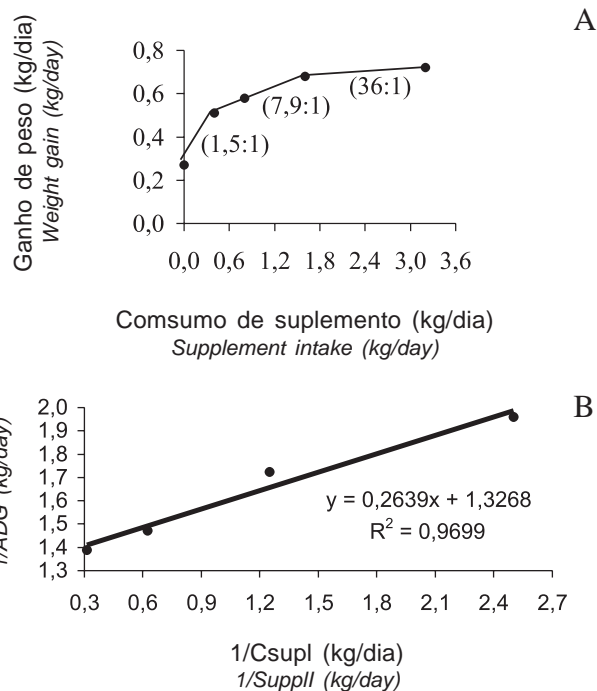 A
Ganho de peso (kg/dia)
Weight gain (kg/day)
0,8
0,6
0,4
0,2
0,0
(1,5:1)
(7,9:1)
(36:1)
0,0 0,6 1,2 1,8 2,4 3,0 3,6
Comsumo de suplemento (kg/dia)
Supplement intake (kg/day)
B
1/ADG (kg/day)
2,0
1,9
1,8
1,7
1,6
1,5
1,4
1,3
y = 0,2639x + 1,3268
R² = 0,9699
0,3 0,6 0,9 1,2 1,5 1,8 2,1 2,4 2,7
1/Csupl (kg/dia)
1/SupplI (kg/day)